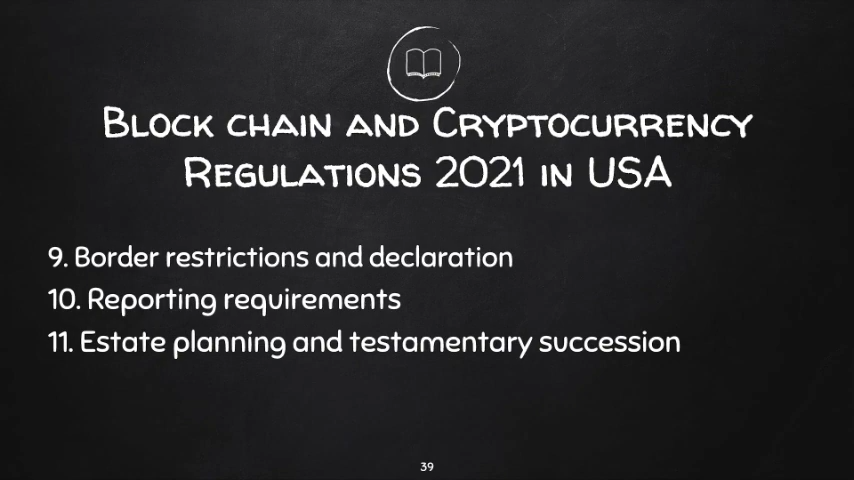 Block chain and Cryptocurrency
Regulations 2021 in USA
9. Border restrictions and declaration
10. Reporting requirements
11. Estate planning and testamentary succession
39